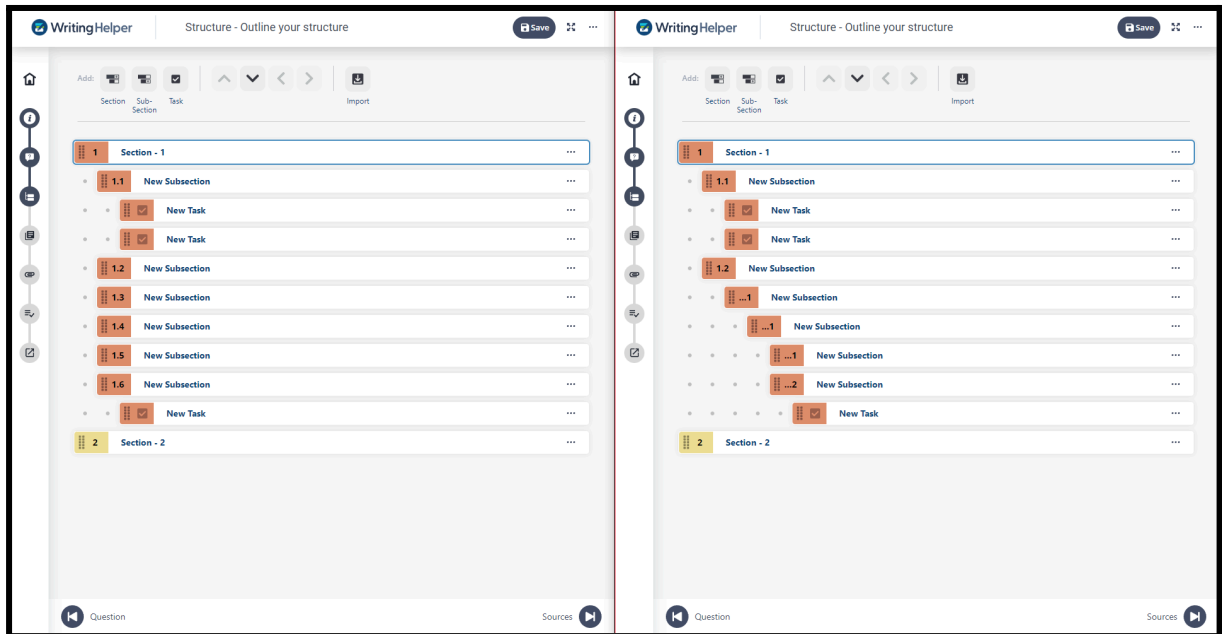 WritingHelper Structure - Outline your structure Save
Add:
Section Sub-Section Task Import
1 Section - 1
1.1 New Subsection
New Task
New Task
1.2 New Subsection
1.3 New Subsection
1.4 New Subsection
1.5 New Subsection
1.6 New Subsection
New Task
2 Section - 2
Question Sources
WritingHelper Structure - Outline your structure Save
Add:
Section Sub-Section Task Import
1 Section - 1
1.1 New Subsection
New Task
New Task
1.2 New Subsection
...1 New Subsection
...1 New Subsection
...1 New Subsection
...2 New Subsection
New Task
2 Section - 2
Question Sources